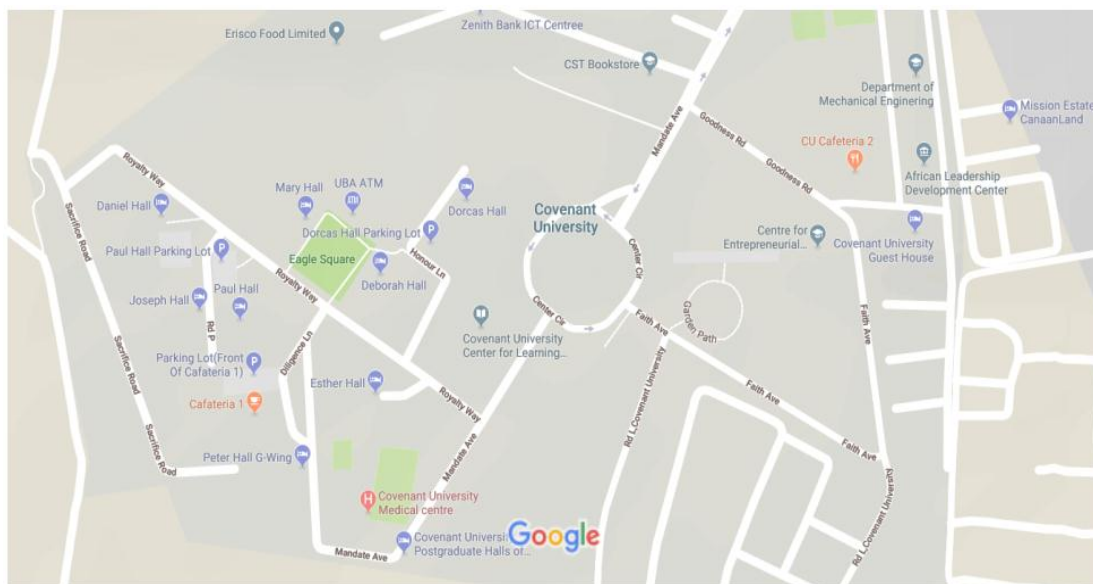 Zenith Bank ICT Centree
Erisco Food Limited
CST Bookstore
Department of
Mechanical Enginering
Mission Estate
CanaanLand
Mandate Ave
Goodness Rd
CU Cafeteria 2
Goodness Rd
African Leadership
Development Center
Royalty Way
Mary Hall
UBA ATM
Daniel Hall
Dorcas Hall
Covenant
University
Sacrifice Road
Dorcas Hall Parking Lot
Centre for
Entrepreneurial...
Covenant University
Guest House
Paul Hall Parking Lot
Eagle Square
Honour Ln
Center Cir
Royalty Way
Deborah Hall
Joseph Hall
Paul Hall
Center Cir
Faith Ave
Garden Path
Faith Ave
Rd P
Covenant University
Center for Learning...
Sacrifice Road
Parking Lot(Front
Of Cafateria 1)
Diligence Ln
Esther Hall
Royalty Way
Rd L,Covenant University
Faith Ave
Cafateria 1
Sacrifice Road
Peter Hall G-Wing
Mandate Ave
Faith Ave
Covenant University
Medical centre
Rd L,Covenant University
Mandate Ave
Covenant Universi
Postgraduate Halls of...
Google